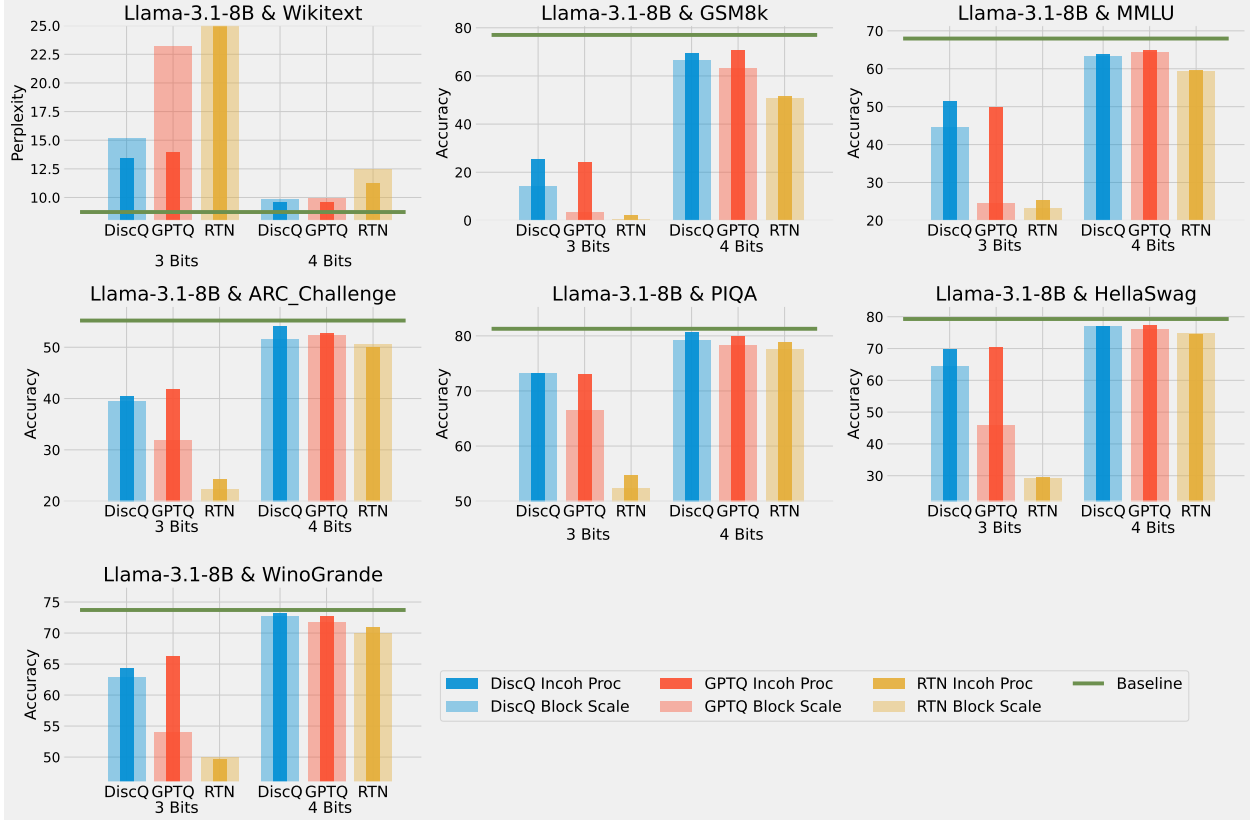 Llama-3.1-8B & Wikitext
Perplexity
25.0
22.5
20.0
17.5
15.0
12.5
10.0
DiscQ GPTQ RTN DiscQ GPTQ RTN
3 Bits 4 Bits
Llama-3.1-8B & GSM8k
Accuracy
80
60
40
20
0
DiscQ GPTQ RTN DiscQ GPTQ RTN
3 Bits 4 Bits
Llama-3.1-8B & MMLU
Accuracy
70
60
50
40
30
20
DiscQ GPTQ RTN DiscQ GPTQ RTN
3 Bits 4 Bits
Llama-3.1-8B & ARC_Challenge
Accuracy
50
40
30
20
DiscQ GPTQ RTN DiscQ GPTQ RTN
3 Bits 4 Bits
Llama-3.1-8B & PIQA
Accuracy
80
70
60
50
DiscQ GPTQ RTN DiscQ GPTQ RTN
3 Bits 4 Bits
Llama-3.1-8B & HellaSwag
Accuracy
80
70
60
50
40
30
DiscQ GPTQ RTN DiscQ GPTQ RTN
3 Bits 4 Bits
Llama-3.1-8B & WinoGrande
Accuracy
75
70
65
60
55
50
DiscQ GPTQ RTN DiscQ GPTQ RTN
3 Bits 4 Bits
DiscQ Incoh Proc GPTQ Incoh Proc RTN Incoh Proc Baseline
DiscQ Block Scale GPTQ Block Scale RTN Block Scale